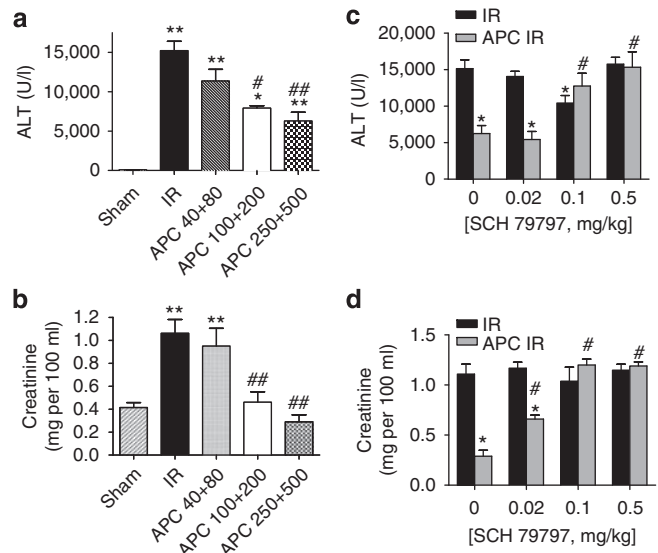 a
ALT (U/l)
15,000
10,000
5,000
0
**
**
#
*
##
**
Sham
IR
APC 40+80
APC 100+200
APC 250+500
b
Creatinine
(mg per 100 ml)
1.2
1.0
0.8
0.6
0.4
0.2
0.0
**
**
##
##
Sham
IR
APC 40+80
APC 100+200
APC 250+500
c
IR
APC IR
ALT (U/l)
20,000
15,000
10,000
5,000
0
*
*
*
#
#
0 0.02 0.1 0.5
[SCH 79797, mg/kg]
d
IR
APC IR
Creatinine
(mg per 100 ml)
1.5
1.0
0.5
0.0
*
#
*
#
#
0 0.02 0.1 0.5
[SCH 79797, mg/kg]